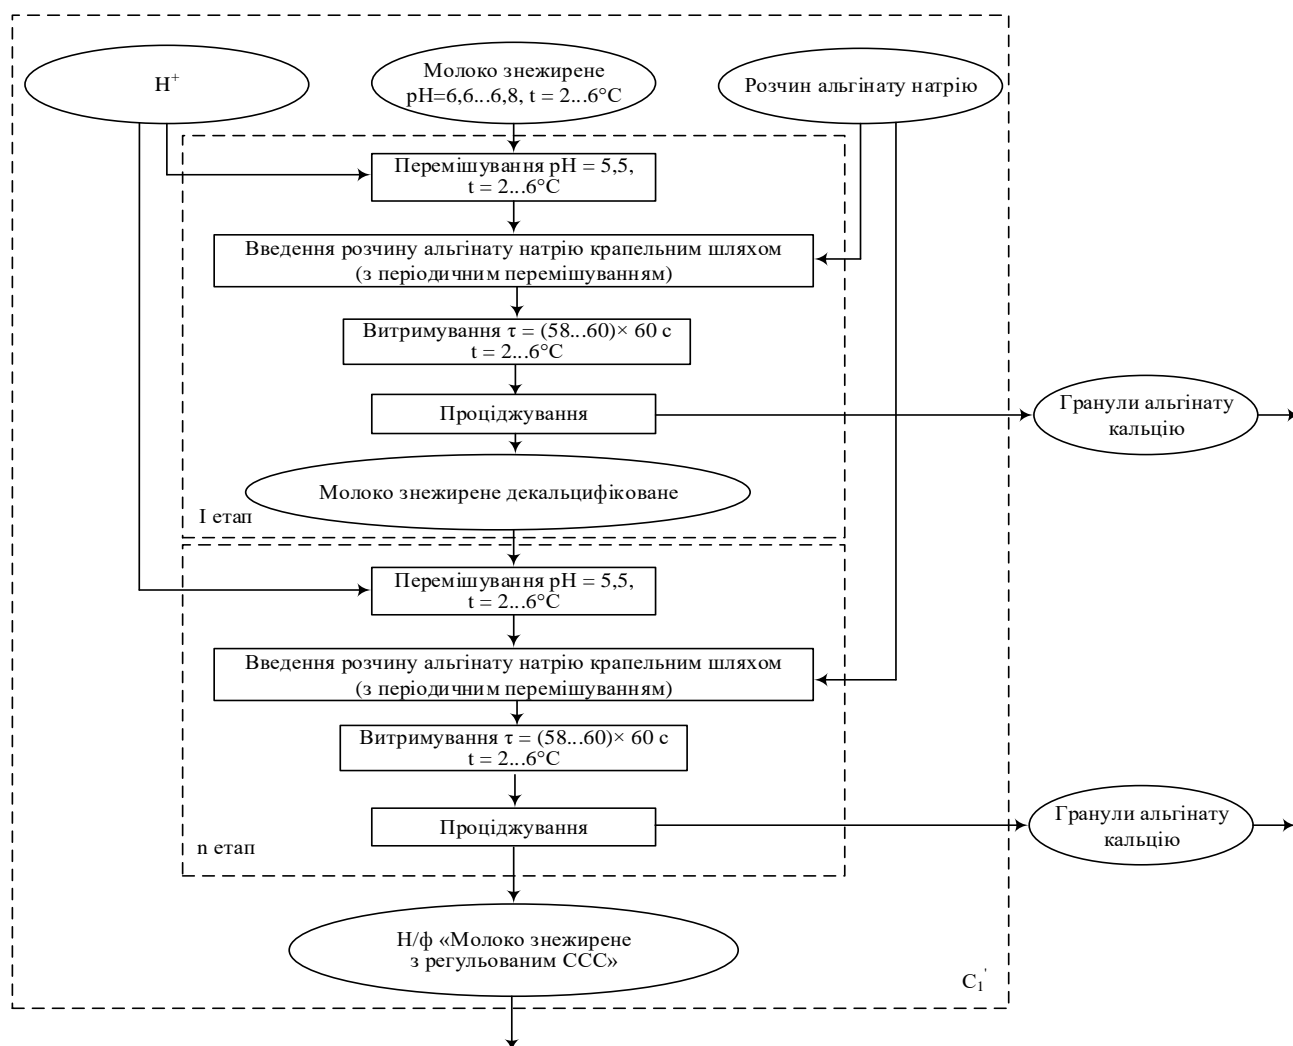 H+
Молоко знежирене
pH=6,6...6,8, t = 2...6°C
Розчин альгінату натрію
Перемішування pH = 5,5,
t = 2...6°C
Введення розчину альгінату натрію крапельним шляхом
(з періодичним перемішуванням)
Витримування τ = (58...60)× 60 с
t = 2...6°C
Проціджування
Гранули альгінату
кальцію
Молоко знежирене декальцифіковане
I етап
Перемішування pH = 5,5,
t = 2...6°C
Введення розчину альгінату натрію крапельним шляхом
(з періодичним перемішуванням)
Витримування τ = (58...60)× 60 с
t = 2...6°C
Проціджування
Гранули альгінату
кальцію
n етап
Н/ф «Молоко знежирене
з регульованим ССС»
C1'